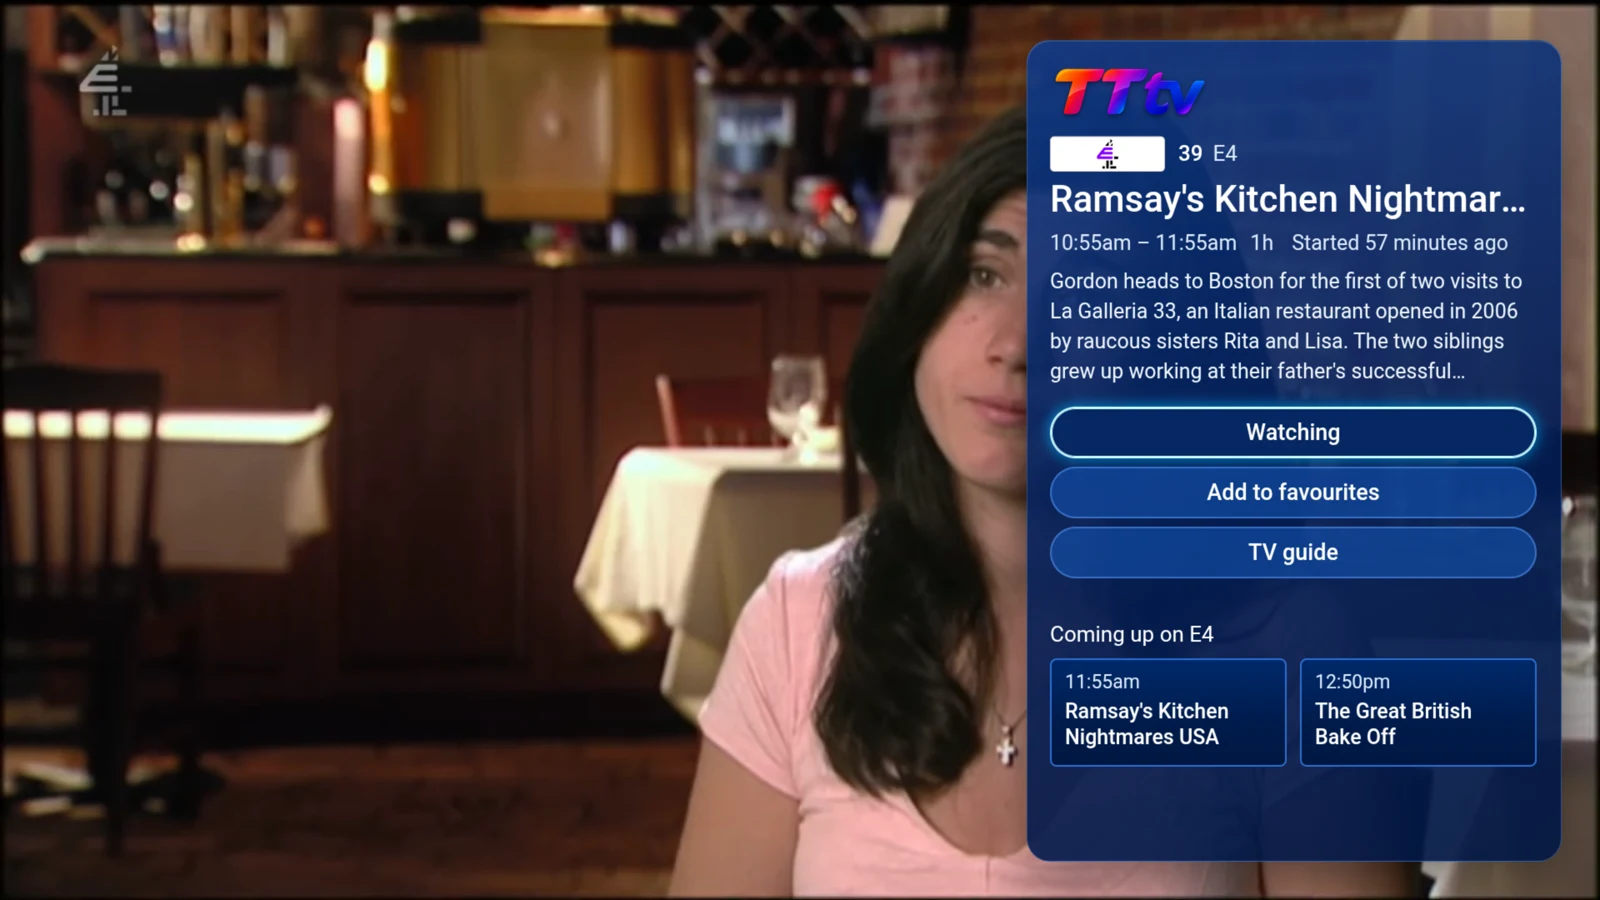 TTtv
39 E4
Ramsay's Kitchen Nightmar...
10:55am – 11:55am 1h Started 57 minutes ago
Gordon heads to Boston for the first of two visits to
La Galleria 33, an Italian restaurant opened in 2006
by raucous sisters Rita and Lisa. The two siblings
grew up working at their father's successful...
Watching
Add to favourites
TV guide
Coming up on E4
11:55am
Ramsay's Kitchen
Nightmares USA
12:50pm
The Great British
Bake Off